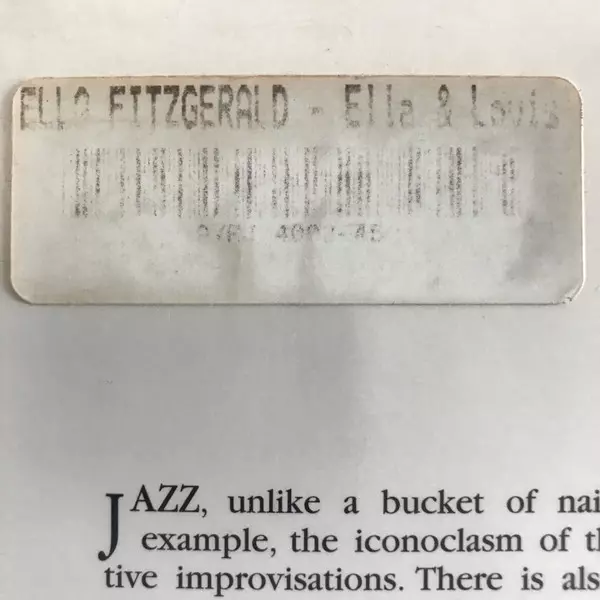 ELLA FITZGERALD - Ella & Louis
JAZZ, unlike a bucket of nai
example, the iconoclasm of th
tive improvisations. There is als